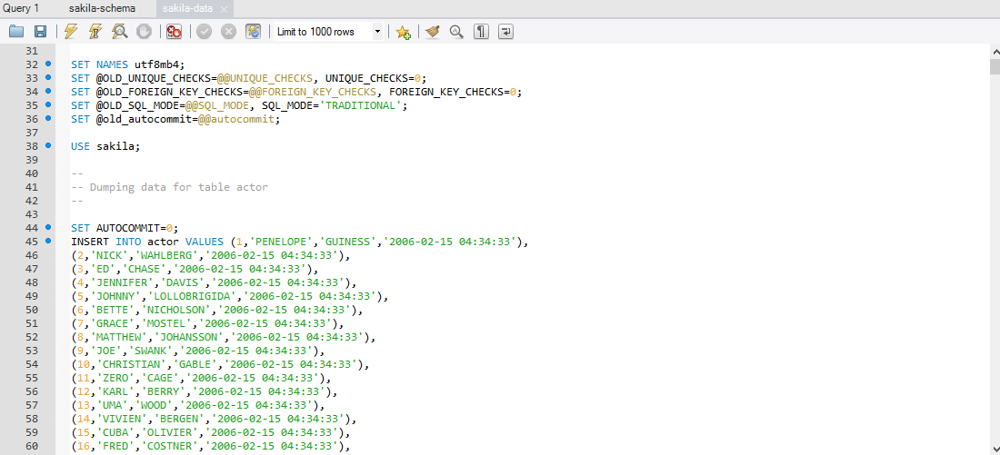 Query 1 sakila-schema sakila-data
Limit to 1000 rows
31
32 SET NAMES utf8mb4;
33 SET @OLD_UNIQUE_CHECKS=@@UNIQUE_CHECKS, UNIQUE_CHECKS=0;
34 SET @OLD_FOREIGN_KEY_CHECKS=@@FOREIGN_KEY_CHECKS, FOREIGN_KEY_CHECKS=0;
35 SET @OLD_SQL_MODE=@@SQL_MODE, SQL_MODE='TRADITIONAL';
36 SET @old_autocommit=@@autocommit;
37
38 USE sakila;
39
40 --
41 -- Dumping data for table actor
42 --
43
44 SET AUTOCOMMIT=0;
45 INSERT INTO actor VALUES (1,'PENELOPE','GUINESS','2006-02-15 04:34:33'),
46 (2,'NICK','WAHLBERG','2006-02-15 04:34:33'),
47 (3,'ED','CHASE','2006-02-15 04:34:33'),
48 (4,'JENNIFER','DAVIS','2006-02-15 04:34:33'),
49 (5,'JOHNNY','LOLLOBRIGIDA','2006-02-15 04:34:33'),
50 (6,'BETTE','NICHOLSON','2006-02-15 04:34:33'),
51 (7,'GRACE','MOSTEL','2006-02-15 04:34:33'),
52 (8,'MATTHEW','JOHANSSON','2006-02-15 04:34:33'),
53 (9,'JOE','SWANK','2006-02-15 04:34:33'),
54 (10,'CHRISTIAN','GABLE','2006-02-15 04:34:33'),
55 (11,'ZERO','CAGE','2006-02-15 04:34:33'),
56 (12,'KARL','BERRY','2006-02-15 04:34:33'),
57 (13,'UMA','WOOD','2006-02-15 04:34:33'),
58 (14,'VIVIEN','BERGEN','2006-02-15 04:34:33'),
59 (15,'CUBA','OLIVIER','2006-02-15 04:34:33'),
60 (16,'FRED','COSTNER','2006-02-15 04:34:33'),